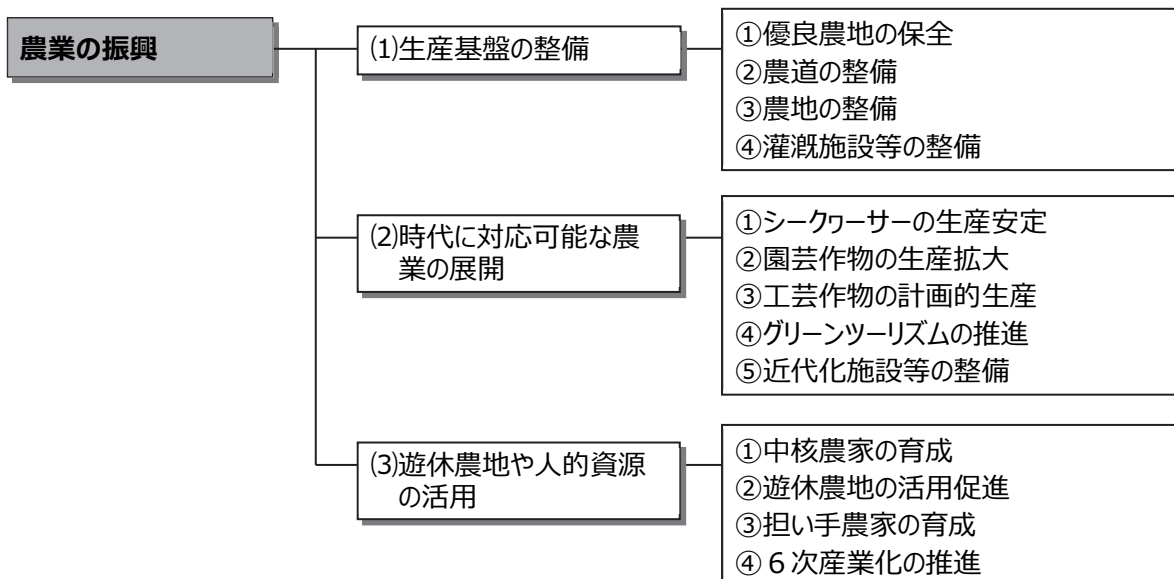 農業の振興
⑴生産基盤の整備
①優良農地の保全
②農道の整備
③農地の整備
④灌漑施設等の整備
⑵時代に対応可能な農
業の展開
①シークヮーサーの生産安定
②園芸作物の生産拡大
③工芸作物の計画的生産
④グリーンツーリズムの推進
⑤近代化施設等の整備
⑶遊休農地や人的資源
の活用
①中核農家の育成
②遊休農地の活用促進
③担い手農家の育成
④６次産業化の推進